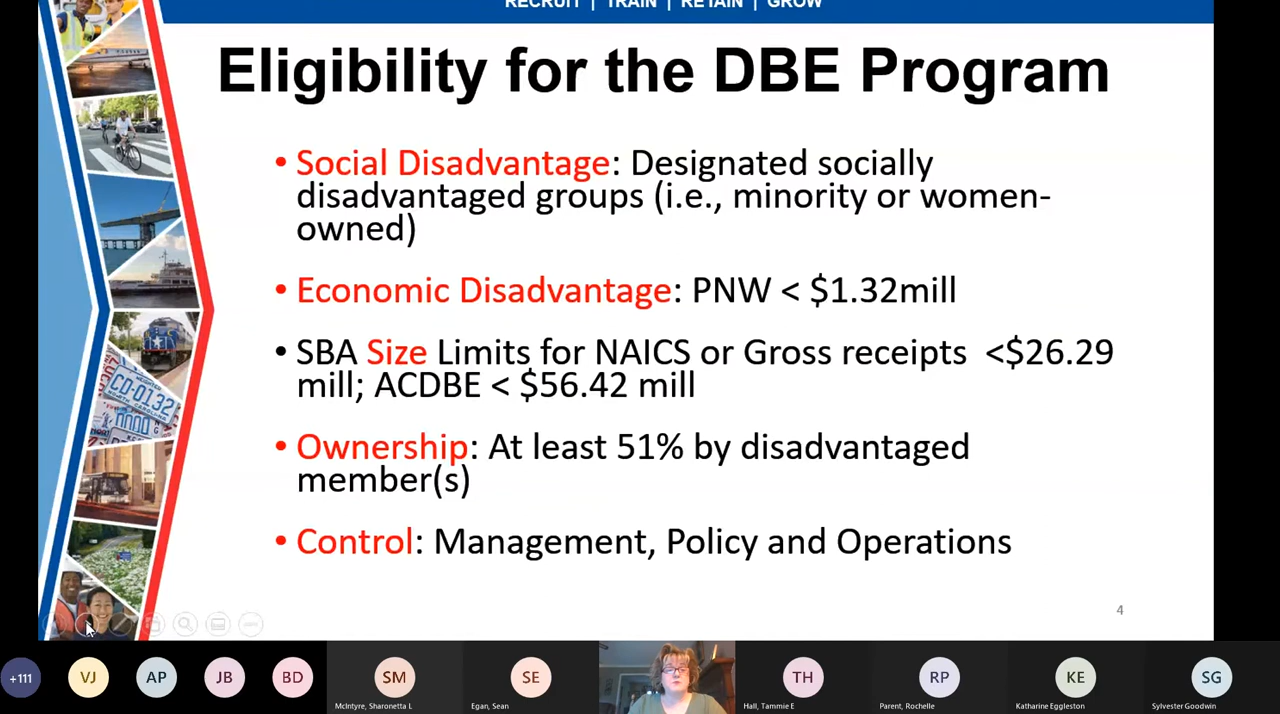 RECRUIT | TRAIN | RETAIN | GROW
Eligibility for the DBE Program
• Social Disadvantage: Designated socially
disadvantaged groups (i.e., minority or women-
owned)
• Economic Disadvantage: PNW < $1.32mill
• SBA Size Limits for NAICS or Gross receipts <$26.29
mill; ACDBE < $56.42 mill
• Ownership: At least 51% by disadvantaged
member(s)
• Control: Management, Policy and Operations
CD-0132
4
+111
VJ
AP
JB
BD
SM
SE
TH
RP
KE
SG
McIntyre, Sharonetta L
Egan, Sean
Hall, Tammie E
Parent, Rochelle
Katharine Eggleston
Sylvester Goodwin